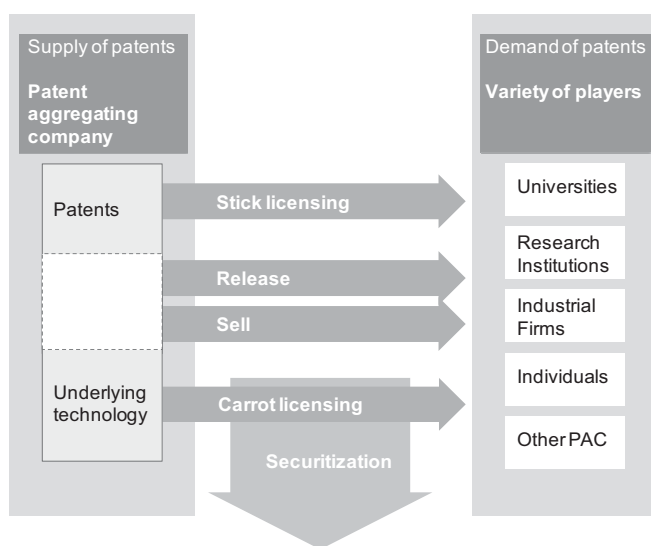 Supply of patents
Patent
aggregating
company
Patents
Underlying
technology
Stick licensing
Release
Sell
Carrot licensing
Securitization
Demand of patents
Variety of players
Universities
Research
Institutions
Industrial
Firms
Individuals
Other PAC